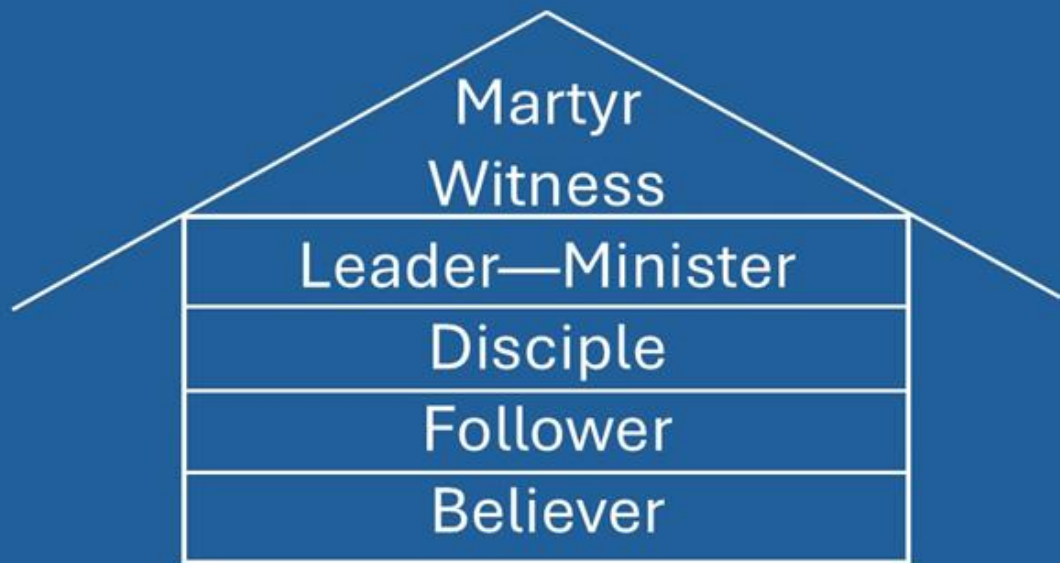 Martyr
Witness
Leader—Minister
Disciple
Follower
Believer